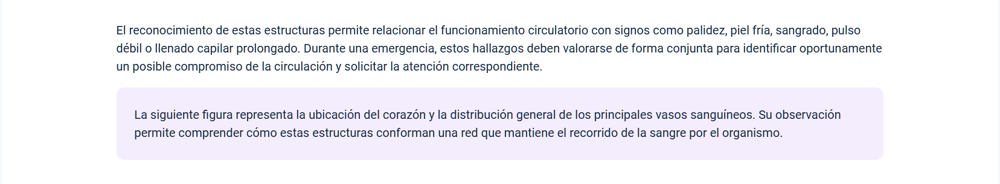 El reconocimiento de estas estructuras permite relacionar el funcionamiento circulatorio con signos como palidez, piel fría, sangrado, pulso
débil o llenado capilar prolongado. Durante una emergencia, estos hallazgos deben valorarse de forma conjunta para identificar oportunamente
un posible compromiso de la circulación y solicitar la atención correspondiente.
La siguiente figura representa la ubicación del corazón y la distribución general de los principales vasos sanguíneos. Su observación
permite comprender cómo estas estructuras conforman una red que mantiene el recorrido de la sangre por el organismo.